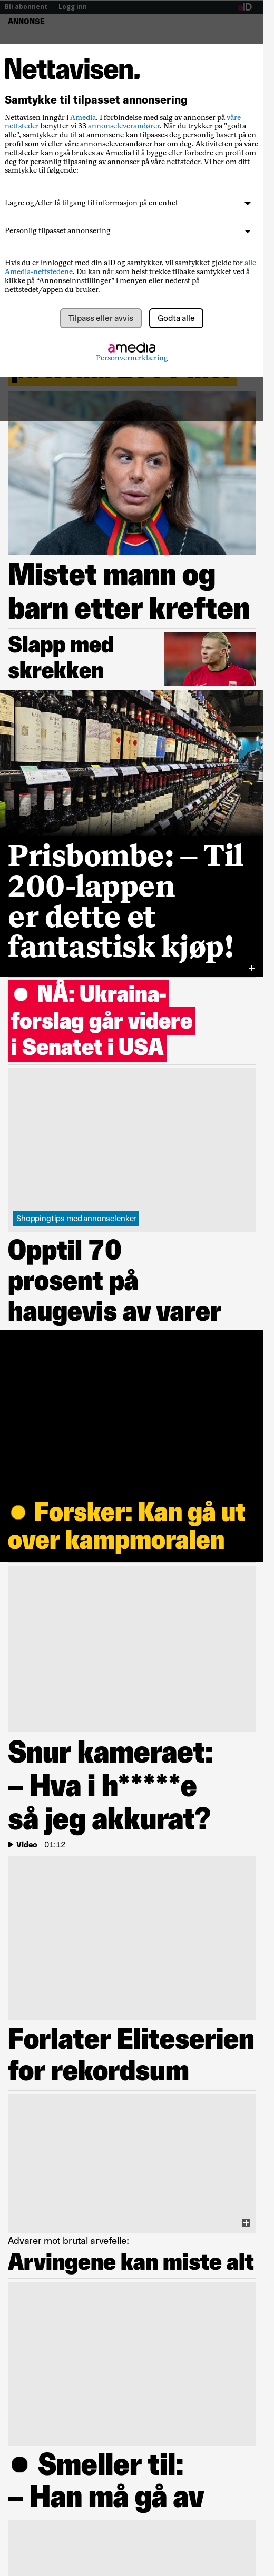 Bli abonnent | Logg inn
aID
ANNONSE
Nettavisen.
Samtykke til tilpasset annonsering
Nettavisen inngår i Amedia. I forbindelse med salg av annonser på våre
nettsteder benytter vi 33 annonseleverandører. Når du trykker på "godta
alle", samtykker du til at annonsene kan tilpasses deg personlig basert på en
profil som vi eller våre annonseleverandører har om deg. Aktiviteten på våre
nettsteder kan også brukes av Amedia til å bygge eller forbedre en profil om
deg for personlig tilpasning av annonser på våre nettsteder. Vi ber om ditt
samtykke til følgende:
Lagre og/eller få tilgang til informasjon på en enhet
Personlig tilpasset annonsering
Hvis du er innlogget med din aID og samtykker, vil samtykket gjelde for alle
Amedia-nettstedene. Du kan når som helst trekke tilbake samtykket ved å
klikke på “Annonseinnstillinger” i menyen eller nederst på
nettstedet/appen du bruker.
Tilpass eller avvis
Godta alle
amedia
Personvernerklæring
Mistet mann og
barn etter kreften
Slapp med
skrekken
Prisbombe: – Til
200-lappen
er dette et
fantastisk kjøp!
NÅ: Ukraina-
forslag går videre
i Senatet i USA
Shoppingtips med annonselenker
Opptil 70
prosent på
haugevis av varer
Forsker: Kan gå ut
over kampmoralen
Snur kameraet:
– Hva i h*****e
så jeg akkurat?
Video | 01:12
Forlater Eliteserien
for rekordsum
Advarer mot brutal arvefelle:
Arvingene kan miste alt
Smeller til:
– Han må gå av